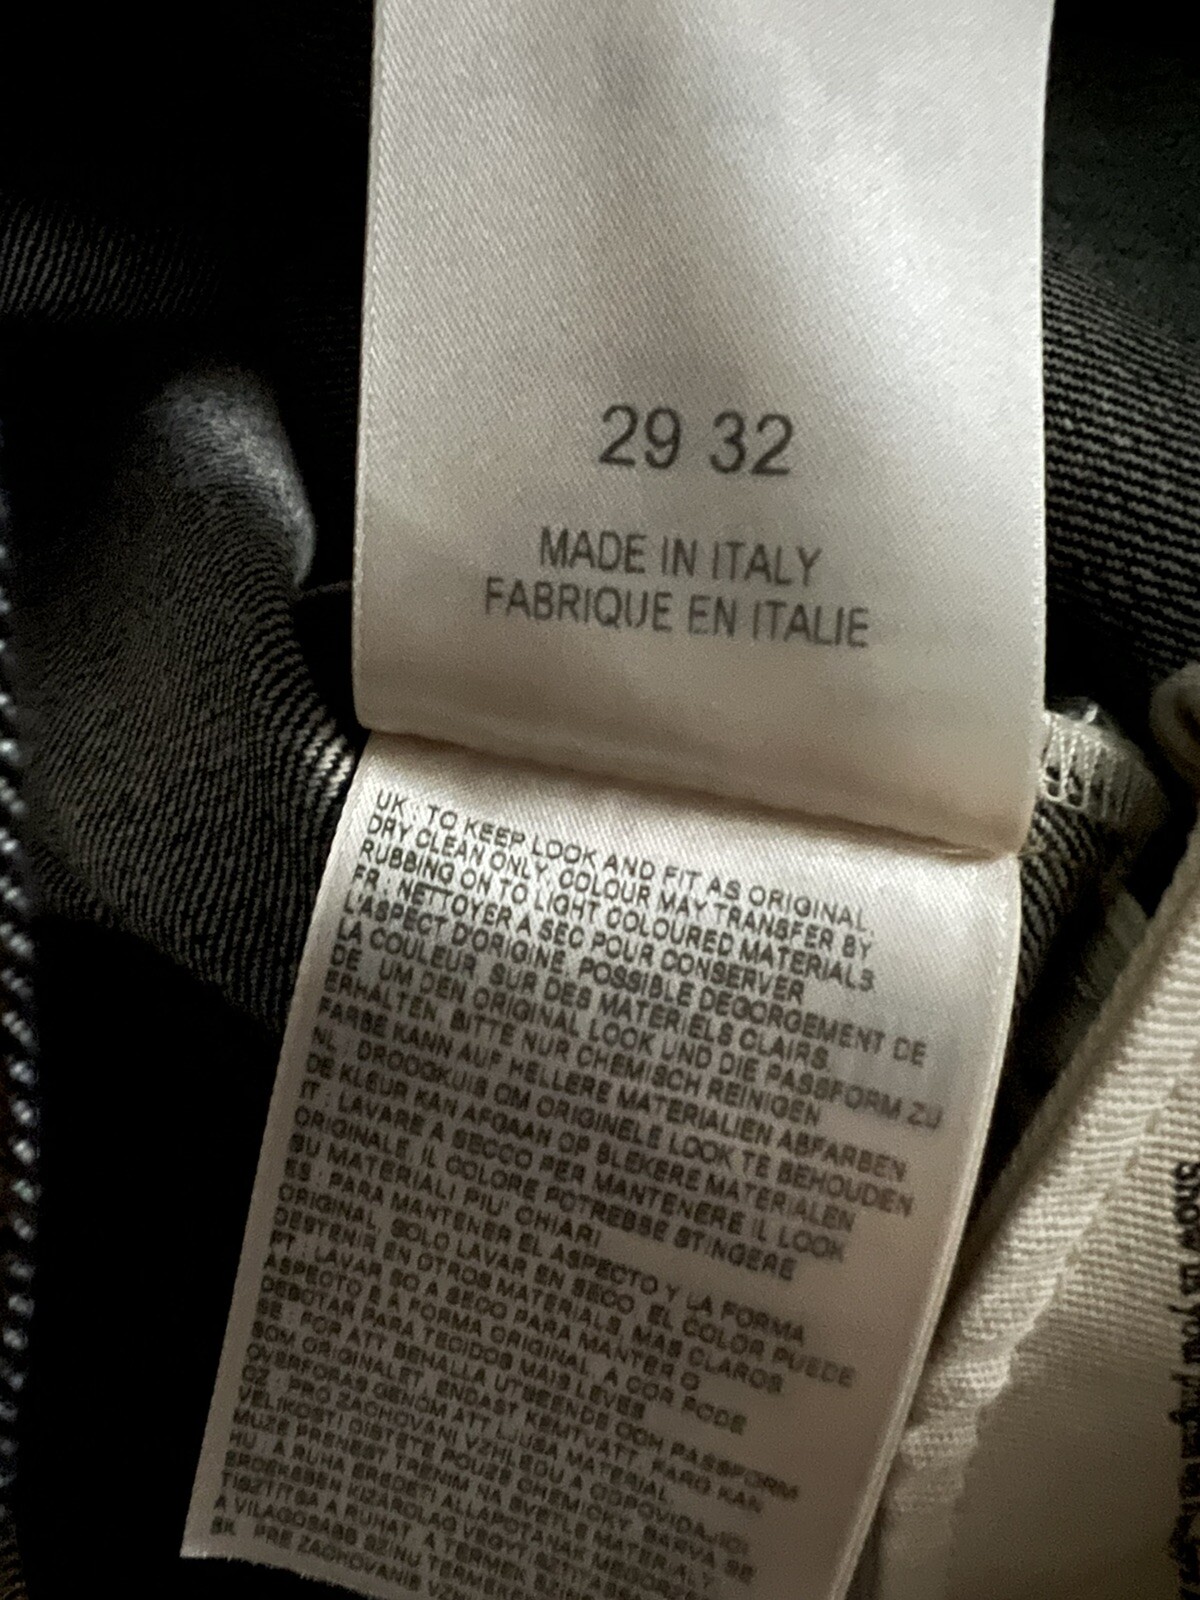 29 32
MADE IN ITALY
FABRIQUE EN ITALIE
UK : TO KEEP LOOK AND FIT AS ORIGINAL,
DRY CLEAN ONLY. COLOUR MAY TRANSFER BY
RUBBING ON TO LIGHT COLOURED MATERIALS.
FR : NETTOYER A SEC POUR CONSERVER
L'ASPECT D'ORIGINE. POSSIBLE DEGORGEMENT DE
LA COULEUR SUR DES MATERIELS CLAIRS.
DE : UM DEN ORIGINAL LOOK UND DIE PASSFORM ZU
ERHALTEN, BITTE NUR CHEMISCH REINIGEN
FARBE KANN AUF HELLERE MATERIALIEN ABFARBEN
NL : DROOGKUIS OM ORIGINELE LOOK TE BEHOUDEN
DE KLEUR KAN AFGAAN OP BLEKERE MATERIALEN
IT : LAVARE A SECCO PER MANTENERE IL LOOK
ORIGINALE, IL COLORE POTREBBE STINGERE
SU MATERIALI PIU' CHIARI
ES : PARA MANTENER EL ASPECTO Y LA FORMA
ORIGINAL, SOLO LAVAR EN SECO. EL COLOR PUEDE
DESTEÑIR EN OTROS MATERIALS, MAS CLAROS
PT : LAVAR SO A SECO PARA MANTER O
ASPECTO E A FORMA ORIGINAL. A COR PODE
DEBOTAR PARA TECIDOS MAIS LEVES
SE : FOR ATT BEHALLA UTSEENDE OCH PASSFORM
SOM ORIGINALET, ENDAST KEMTVATT. FARG KAN
OVERFORAS GENOM ATT LJUSA MATERIAL.
CZ : PRO ZACHOVANI VZHLEDU A ODPOVIDAJICI
VELIKOSTI CISTETE POUZE CHEMICKY. BARVA SE
MUZE PRENEST TRENIM NA SVETLE MATERIALY
HU : A RUHA EREDETI ALLAPOTANAK
ERDEKEBEN KIZAROLAG VEGYI
TISZTITSA A RUHAT. A TERMEK
A VILAGOSABB SZINU
SK : PRE ZACHOVANIE